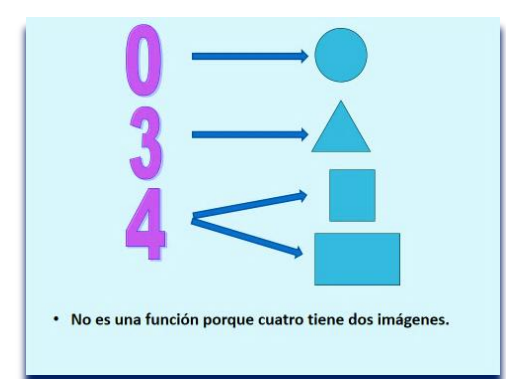 0
3
4
• No es una función porque cuatro tiene dos imágenes.